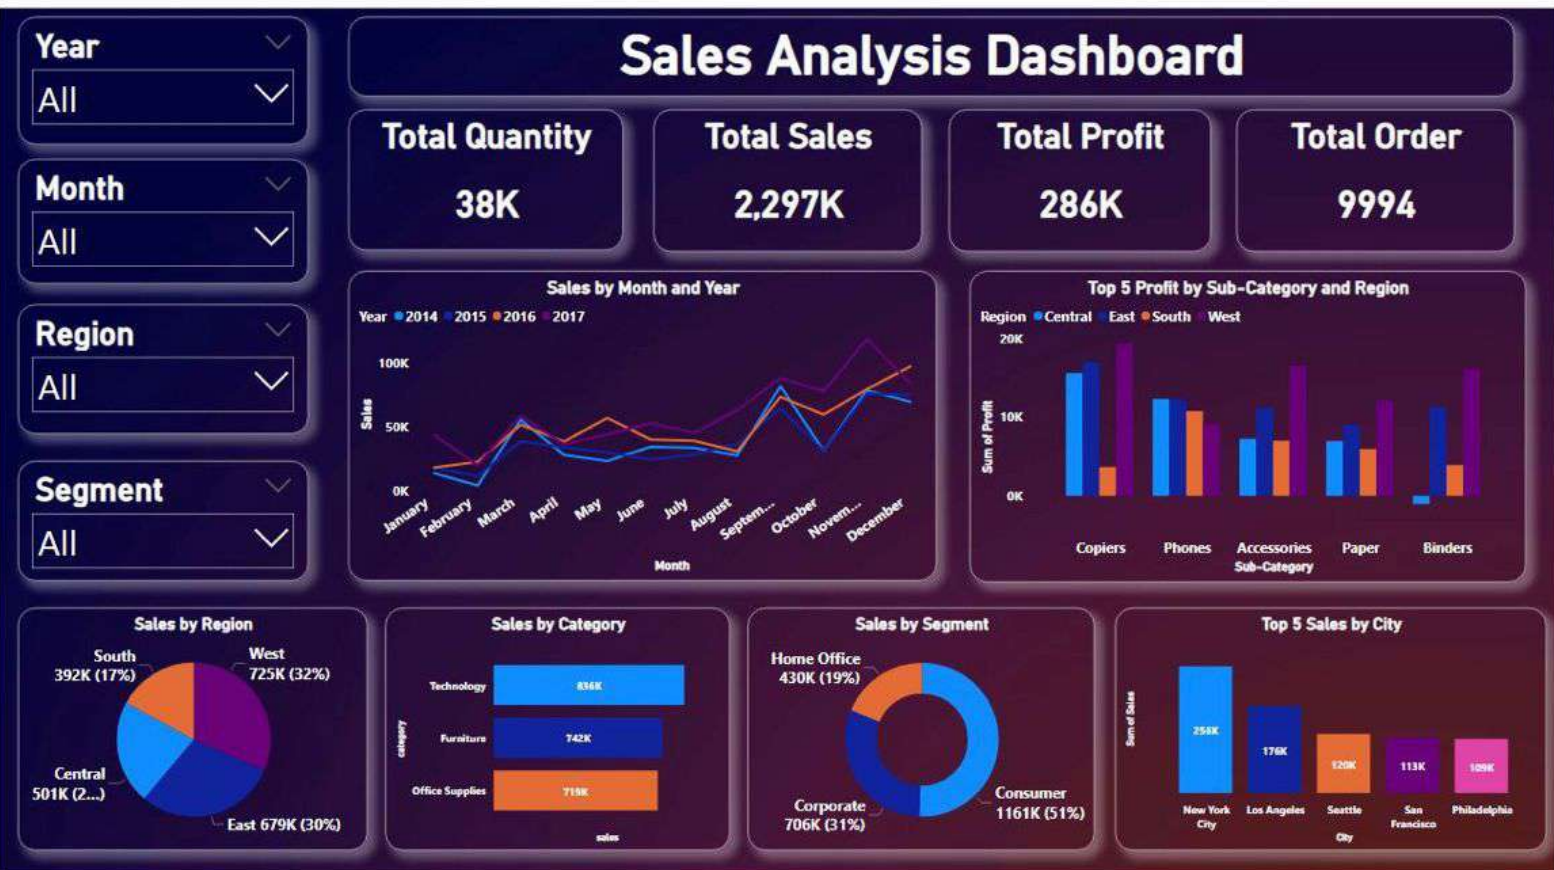 Year
All
Month
All
Region
All
Segment
All
Sales Analysis Dashboard
Total Quantity
38K
Total Sales
2,297K
Total Profit
286K
Total Order
9994
Sales by Month and Year
Year 2014 2015 2016 2017
100K
50K
0K
Sales
January
February
March
April
May
June
July
August
Septem...
October
Novem...
December
Month
Top 5 Profit by Sub-Category and Region
Region Central East South West
20K
10K
0K
Sum of Profit
Copiers
Phones
Accessories
Paper
Binders
Sub-Category
Sales by Region
South
392K (17%)
West
725K (32%)
Central
501K (2...)
East 679K (30%)
Sales by Category
category
Technology
836K
Furniture
742K
Office Supplies
719K
sales
Sales by Segment
Home Office
430K (19%)
Corporate
706K (31%)
Consumer
1161K (51%)
Top 5 Sales by City
Sum of Sales
256K
176K
120K
113K
109K
New York
City
Los Angeles
Seattle
San
Francisco
Philadelphia
City